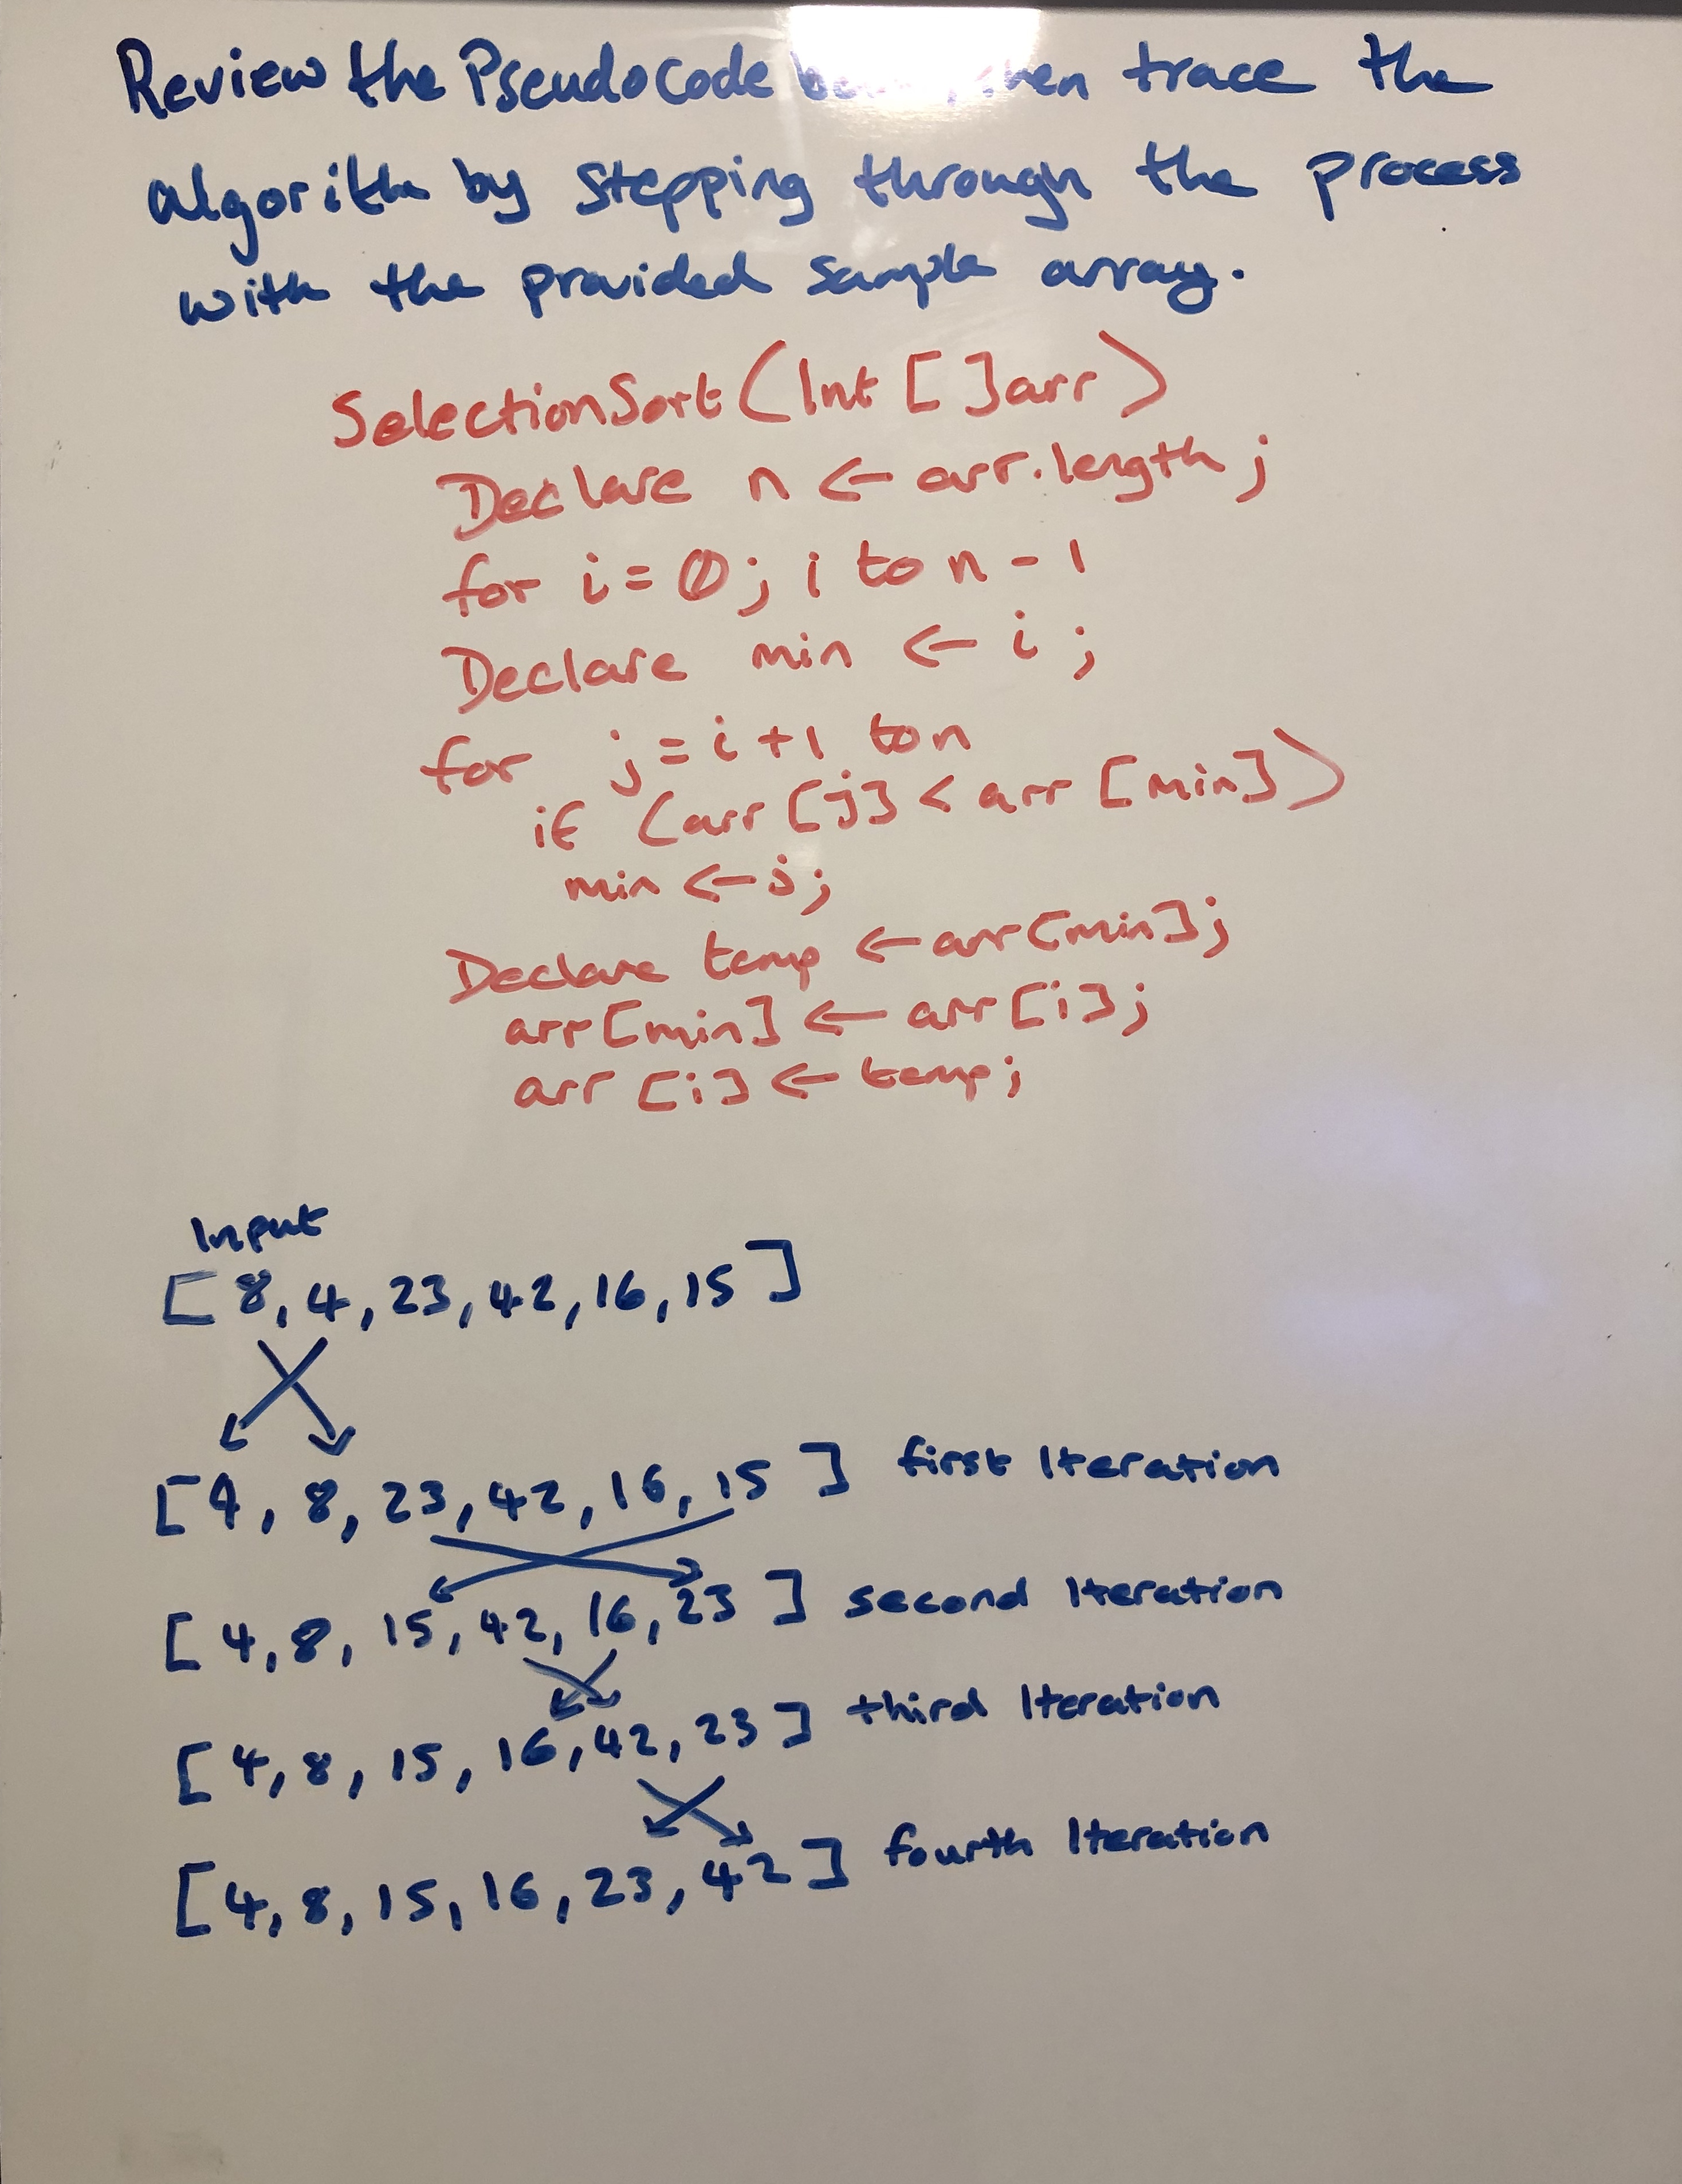 Review the Pseudocode then trace the
algorithm by stepping through the process
with the provided sample array.
SelectionSort(Int[]arr)
Declare n <- arr.length;
for i = 0; i to n - 1
Declare min <- i;
for j = i + 1 to n
if (arr[j] < arr[min])
min <- j;
Declare temp <- arr[min];
arr[min] <- arr[i];
arr[i] <- temp;
Input
[8, 4, 23, 42, 16, 15]
[4, 8, 23, 42, 16, 15] first Iteration
[4, 8, 15, 42, 16, 23] second Iteration
[4, 8, 15, 16, 42, 23] third Iteration
[4, 8, 15, 16, 23, 42] fourth Iteration